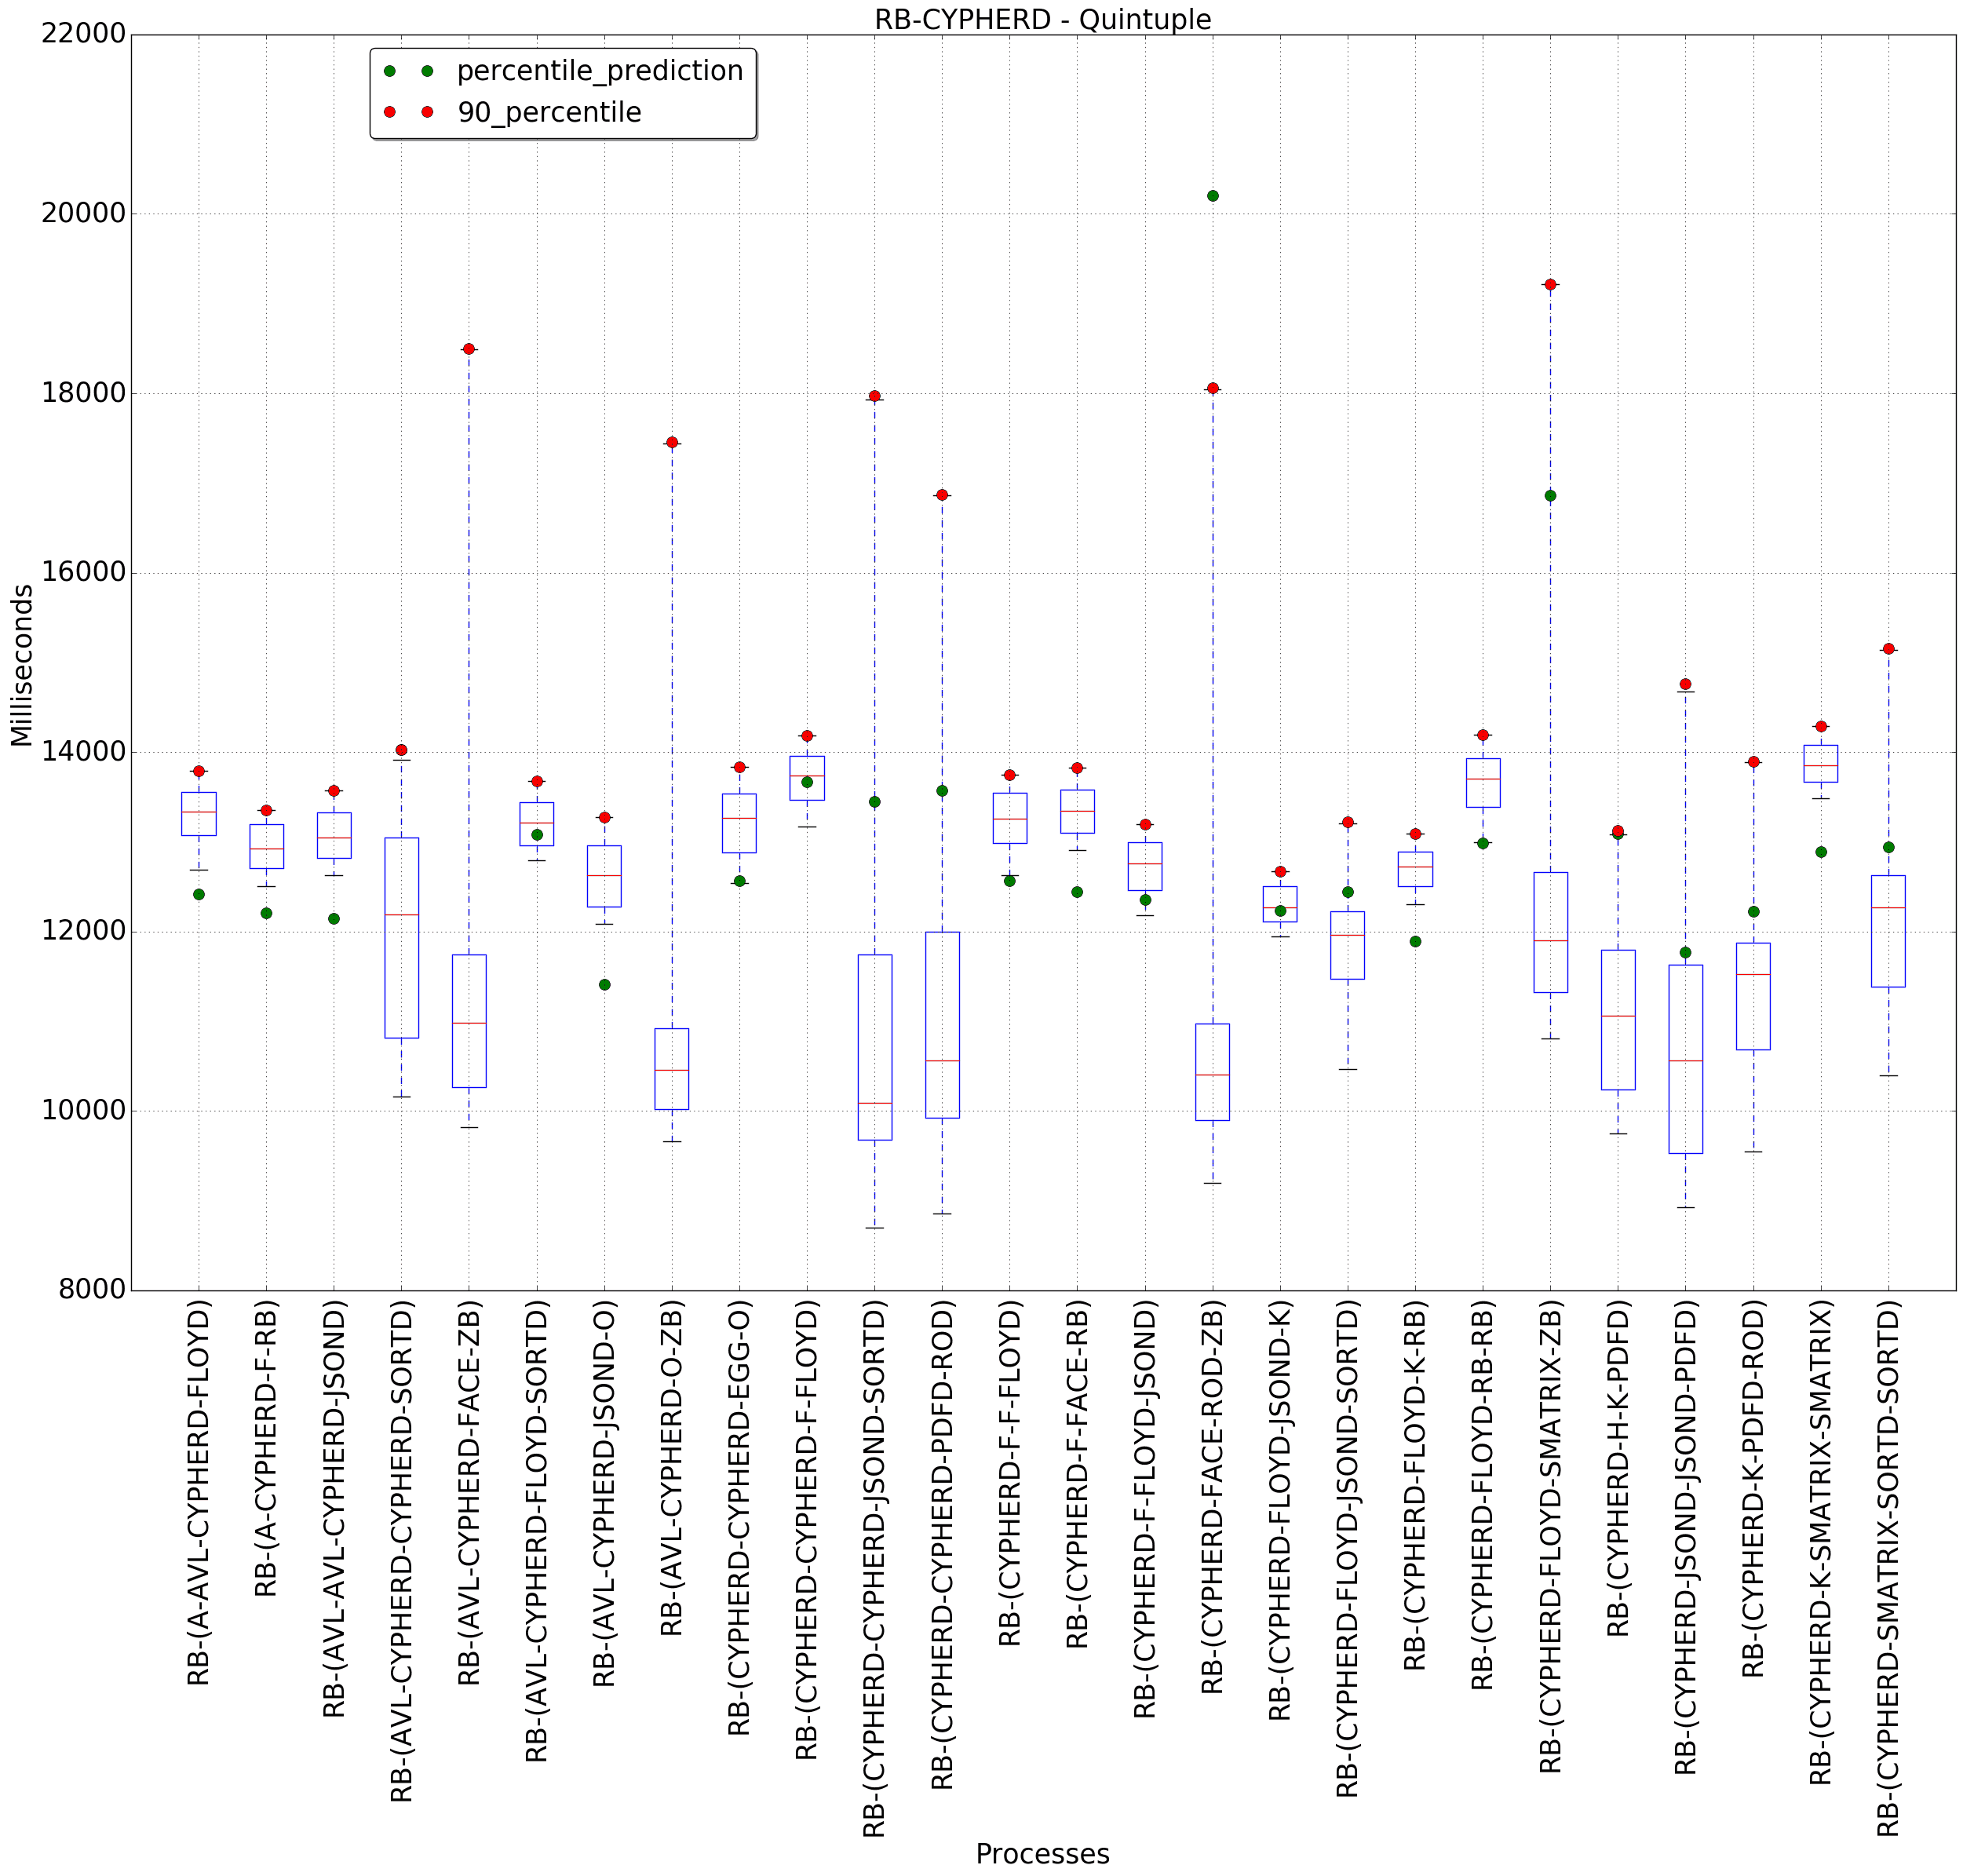 RB-CYPHERD - Quintuple
percentile_prediction
90_percentile
22000
20000
18000
16000
14000
12000
10000
8000
Milliseconds
RB-(A-AVL-CYPHERD-FLOYD)
RB-(A-CYPHERD-F-RB)
RB-(AVL-AVL-CYPHERD-JSOND)
RB-(AVL-CYPHERD-CYPHERD-SORTD)
RB-(AVL-CYPHERD-FACE-ZB)
RB-(AVL-CYPHERD-FLOYD-SORTD)
RB-(AVL-CYPHERD-JSOND-O)
RB-(AVL-CYPHERD-O-ZB)
RB-(CYPHERD-CYPHERD-EGG-O)
RB-(CYPHERD-CYPHERD-F-FLOYD)
RB-(CYPHERD-CYPHERD-JSOND-SORTD)
RB-(CYPHERD-CYPHERD-PDFD-ROD)
RB-(CYPHERD-F-F-FLOYD)
RB-(CYPHERD-F-FACE-RB)
RB-(CYPHERD-F-FLOYD-JSOND)
RB-(CYPHERD-FACE-ROD-ZB)
RB-(CYPHERD-FLOYD-JSOND-K)
RB-(CYPHERD-FLOYD-JSOND-SORTD)
RB-(CYPHERD-FLOYD-K-RB)
RB-(CYPHERD-FLOYD-RB-RB)
RB-(CYPHERD-FLOYD-SMATRIX-ZB)
RB-(CYPHERD-H-K-PDFD)
RB-(CYPHERD-JSOND-JSOND-PDFD)
RB-(CYPHERD-K-PDFD-ROD)
RB-(CYPHERD-K-SMATRIX-SMATRIX)
RB-(CYPHERD-SMATRIX-SORTD-SORTD)
Processes